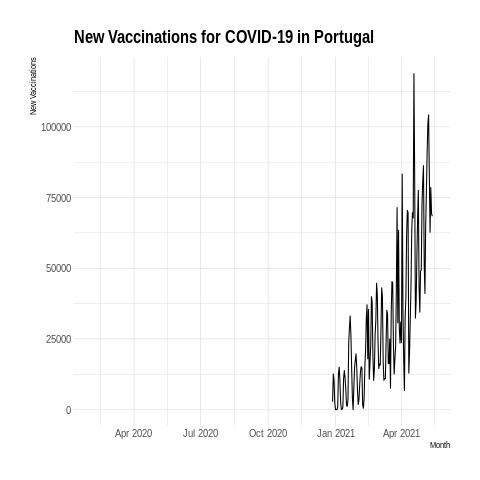 New Vaccinations for COVID-19 in Portugal
New Vaccinations
100000
75000
50000
25000
0
Apr 2020 Jul 2020 Oct 2020 Jan 2021 Apr 2021
Month